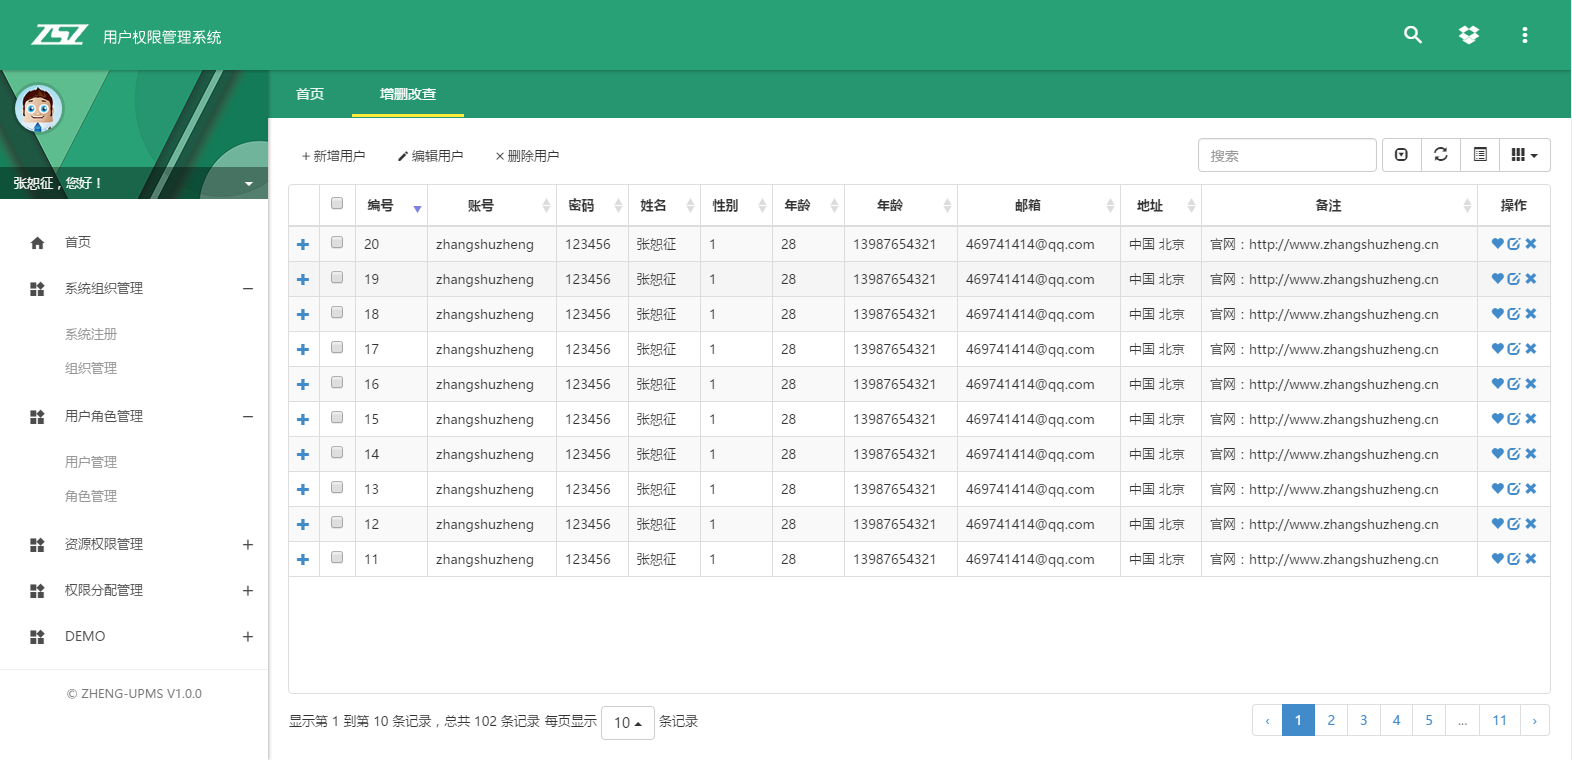 ZSZ 用户权限管理系统
首页 增删改查
张恕征，您好！
首页
系统组织管理
系统注册
组织管理
用户角色管理
用户管理
角色管理
资源权限管理
权限分配管理
DEMO
© ZHENG-UPMS V1.0.0
+ 新增用户 编辑用户 × 删除用户 搜索
编号 账号 密码 姓名 性别 年龄 年龄 邮箱 地址 备注 操作
20 zhangshuzheng 123456 张恕征 1 28 13987654321 469741414@qq.com 中国 北京 官网：http://www.zhangshuzheng.cn
19 zhangshuzheng 123456 张恕征 1 28 13987654321 469741414@qq.com 中国 北京 官网：http://www.zhangshuzheng.cn
18 zhangshuzheng 123456 张恕征 1 28 13987654321 469741414@qq.com 中国 北京 官网：http://www.zhangshuzheng.cn
17 zhangshuzheng 123456 张恕征 1 28 13987654321 469741414@qq.com 中国 北京 官网：http://www.zhangshuzheng.cn
16 zhangshuzheng 123456 张恕征 1 28 13987654321 469741414@qq.com 中国 北京 官网：http://www.zhangshuzheng.cn
15 zhangshuzheng 123456 张恕征 1 28 13987654321 469741414@qq.com 中国 北京 官网：http://www.zhangshuzheng.cn
14 zhangshuzheng 123456 张恕征 1 28 13987654321 469741414@qq.com 中国 北京 官网：http://www.zhangshuzheng.cn
13 zhangshuzheng 123456 张恕征 1 28 13987654321 469741414@qq.com 中国 北京 官网：http://www.zhangshuzheng.cn
12 zhangshuzheng 123456 张恕征 1 28 13987654321 469741414@qq.com 中国 北京 官网：http://www.zhangshuzheng.cn
11 zhangshuzheng 123456 张恕征 1 28 13987654321 469741414@qq.com 中国 北京 官网：http://www.zhangshuzheng.cn
显示第 1 到第 10 条记录，总共 102 条记录 每页显示 10 条记录
‹ 1 2 3 4 5 ... 11 ›